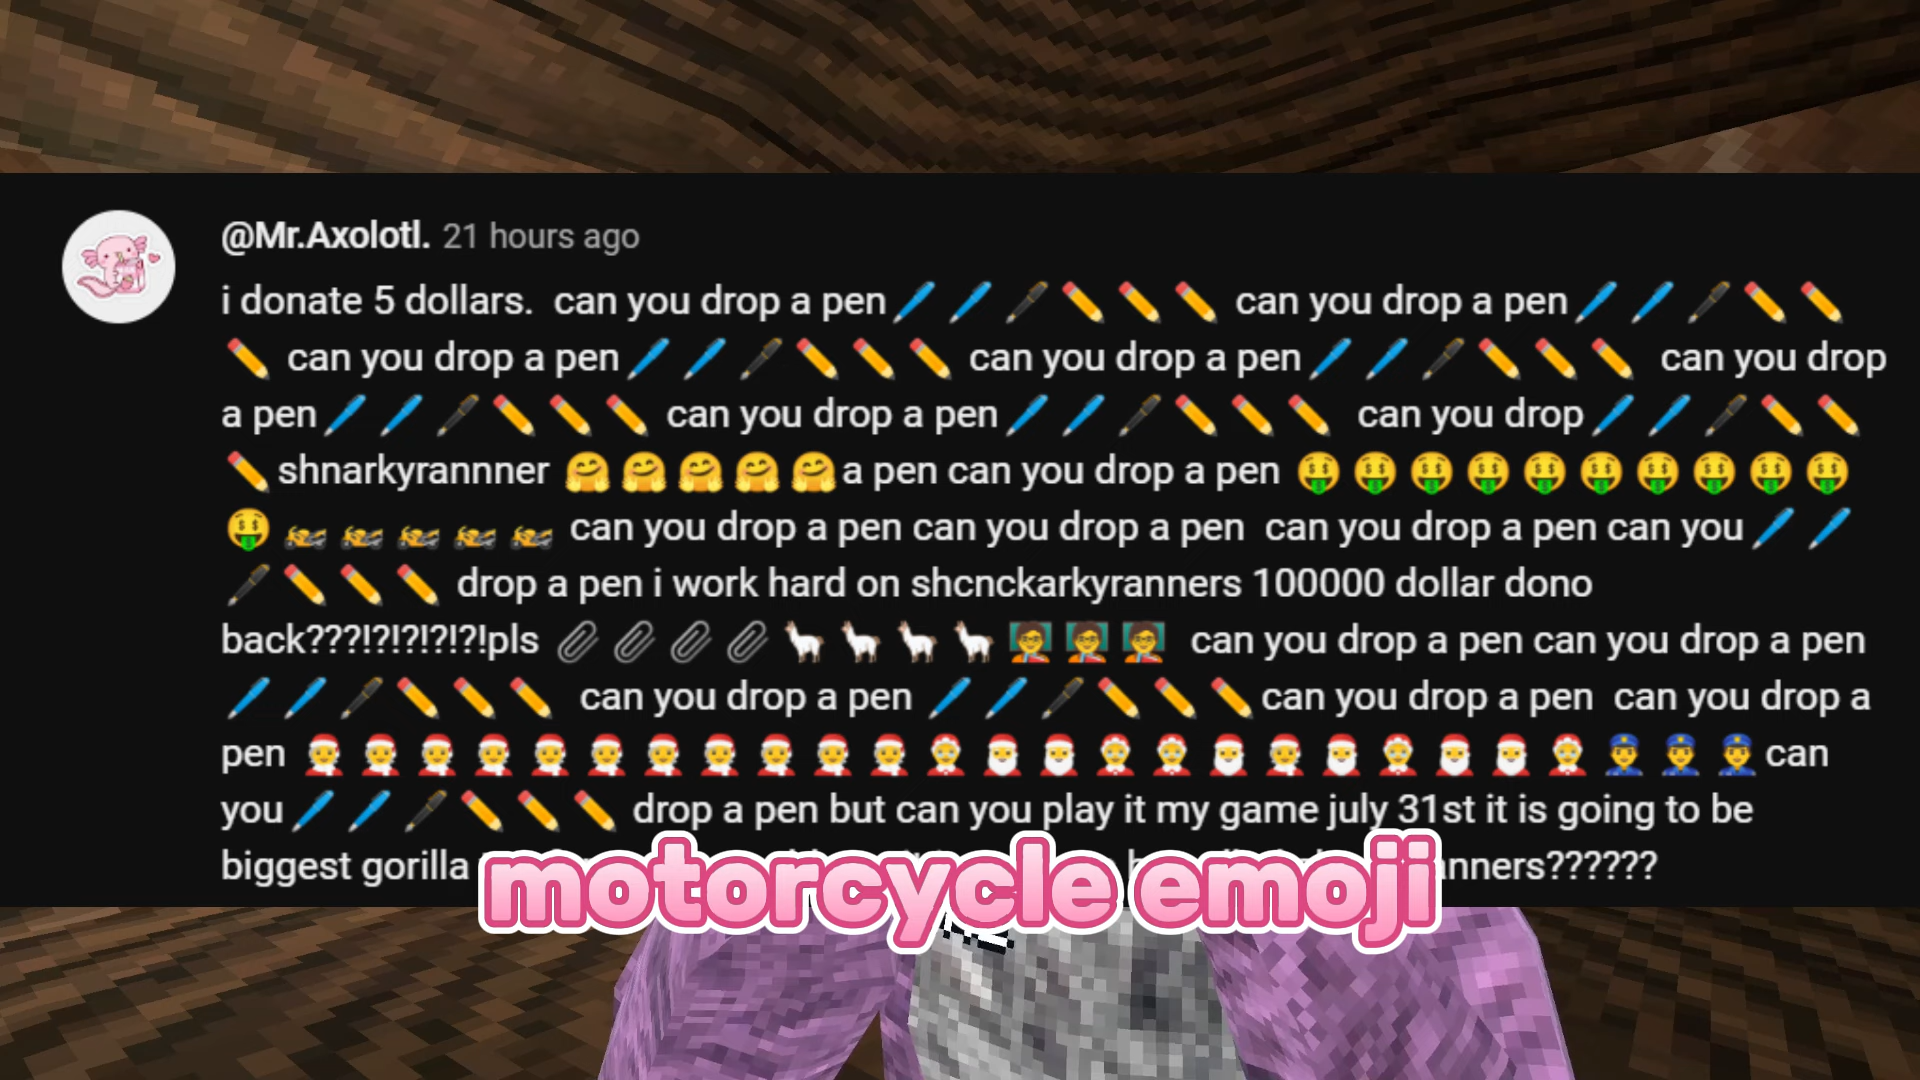 @Mr.Axolotl. 21 hours ago
i donate 5 dollars. can you drop a pen🖊️🖊️🖋️✏️✏️✏️ can you drop a pen🖊️🖊️🖋️✏️✏️
✏️ can you drop a pen🖊️🖊️🖋️✏️✏️✏️ can you drop a pen🖊️🖊️🖋️✏️✏️✏️ can you drop
a pen🖊️🖊️🖋️✏️✏️✏️ can you drop a pen🖊️🖊️🖋️✏️✏️✏️ can you drop🖊️🖊️🖋️✏️✏️
✏️shnarkyrannner 🤗🤗🤗🤗🤗a pen can you drop a pen 🤑🤑🤑🤑🤑🤑🤑🤑🤑🤑
🤑🏍️🏍️🏍️🏍️🏍️ can you drop a pen can you drop a pen can you drop a pen can you🖊️🖊️
🖋️✏️✏️✏️ drop a pen i work hard on shcnckarkyranners 100000 dollar dono
back???!?!?!?!?!pls 📎📎📎📎🦙🦙🦙🦙🧑‍🏫🧑‍🏫🧑‍🏫 can you drop a pen can you drop a pen
🖊️🖊️🖋️✏️✏️✏️ can you drop a pen 🖊️🖊️🖋️✏️✏️✏️can you drop a pen can you drop a
pen 🧑‍🎄🧑‍🎄🧑‍🎄🧑‍🎄🧑‍🎄🧑‍🎄🧑‍🎄🧑‍🎄🧑‍🎄🧑‍🎄🧑‍🎄🤶🎅🎅🤶🤶🎅🧑‍🎄🎅🤶🎅🎅🤶👮👮👮can
you🖊️🖊️🖋️✏️✏️✏️ drop a pen but can you play it my game july 31st it is going to be
biggest gorilla
motorcycle emoji